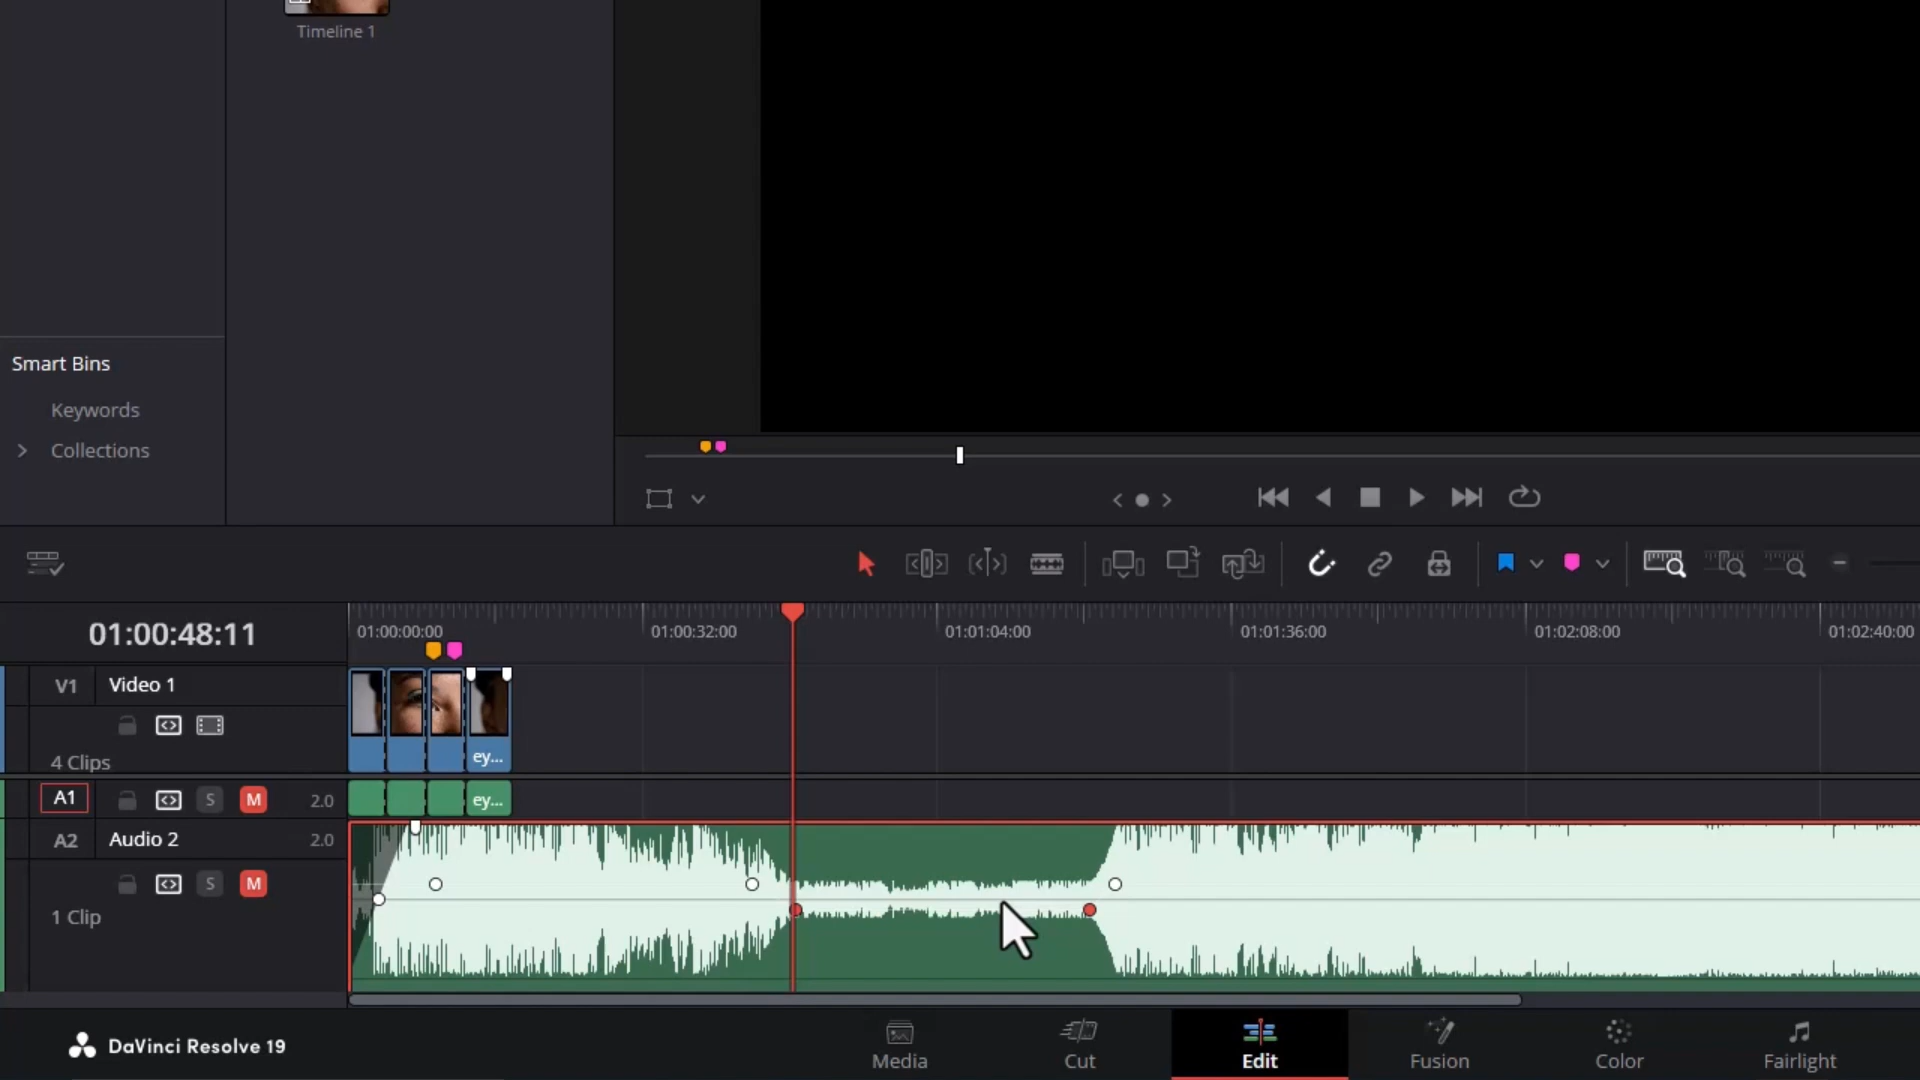 Timeline 1
Smart Bins
Keywords
Collections
01:00:48:11
01:00:00:00
01:00:32:00
01:01:04:00
01:01:36:00
01:02:08:00
01:02:40:00
V1 Video 1
4 Clips
ey...
A1 S M 2.0
ey...
A2 Audio 2 2.0
S M
1 Clip
DaVinci Resolve 19
Media
Cut
Edit
Fusion
Color
Fairlight